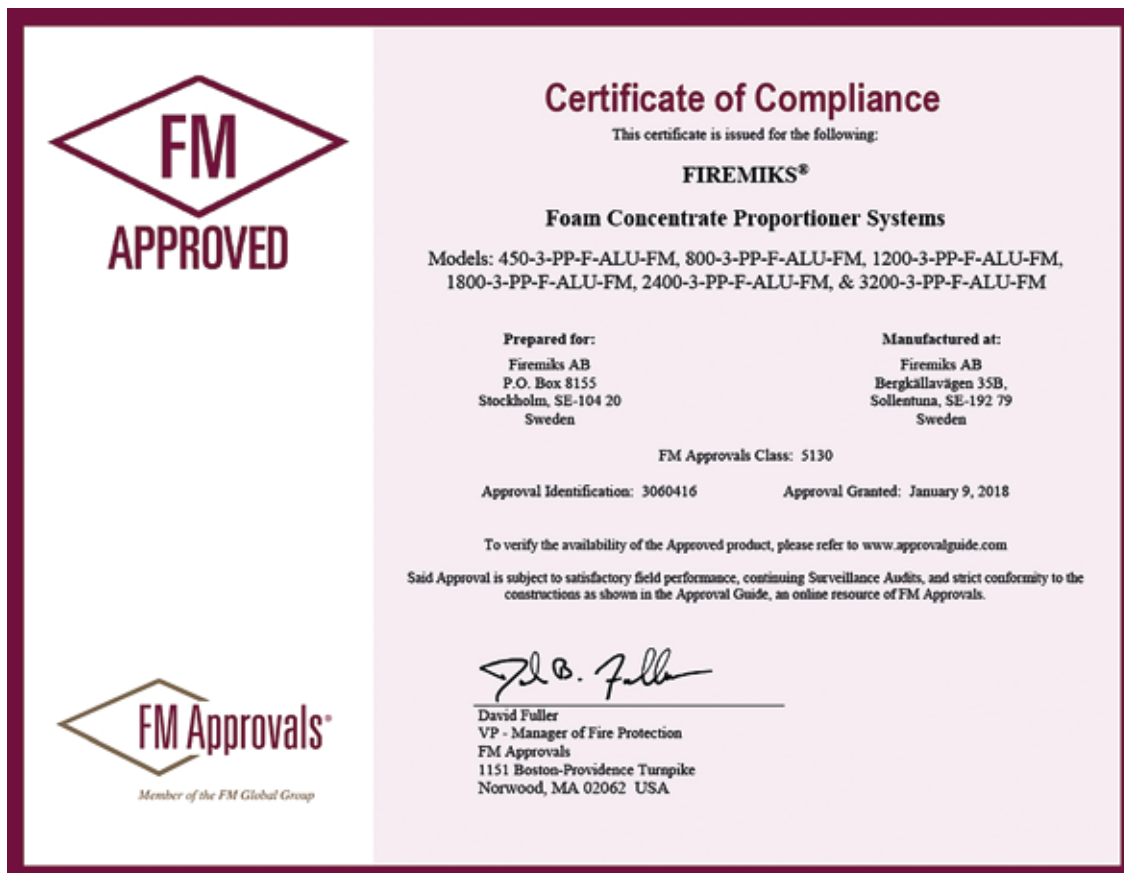 FM
APPROVED
Certificate of Compliance
This certificate is issued for the following:
FIREMIKS®
Foam Concentrate Proportioner Systems
Models: 450-3-PP-F-ALU-FM, 800-3-PP-F-ALU-FM, 1200-3-PP-F-ALU-FM,
1800-3-PP-F-ALU-FM, 2400-3-PP-F-ALU-FM, & 3200-3-PP-F-ALU-FM
Prepared for:
Firemiks AB
P.O. Box 8155
Stockholm, SE-104 20
Sweden
Manufactured at:
Firemiks AB
Bergkällavägen 35B,
Sollentuna, SE-192 79
Sweden
FM Approvals Class: 5130
Approval Identification: 3060416
Approval Granted: January 9, 2018
To verify the availability of the Approved product, please refer to www.approvalguide.com
Said Approval is subject to satisfactory field performance, continuing Surveillance Audits, and strict conformity to the
constructions as shown in the Approval Guide, an online resource of FM Approvals.
David Fuller
VP - Manager of Fire Protection
FM Approvals
1151 Boston-Providence Turnpike
Norwood, MA 02062 USA
FM Approvals®
Member of the FM Global Group